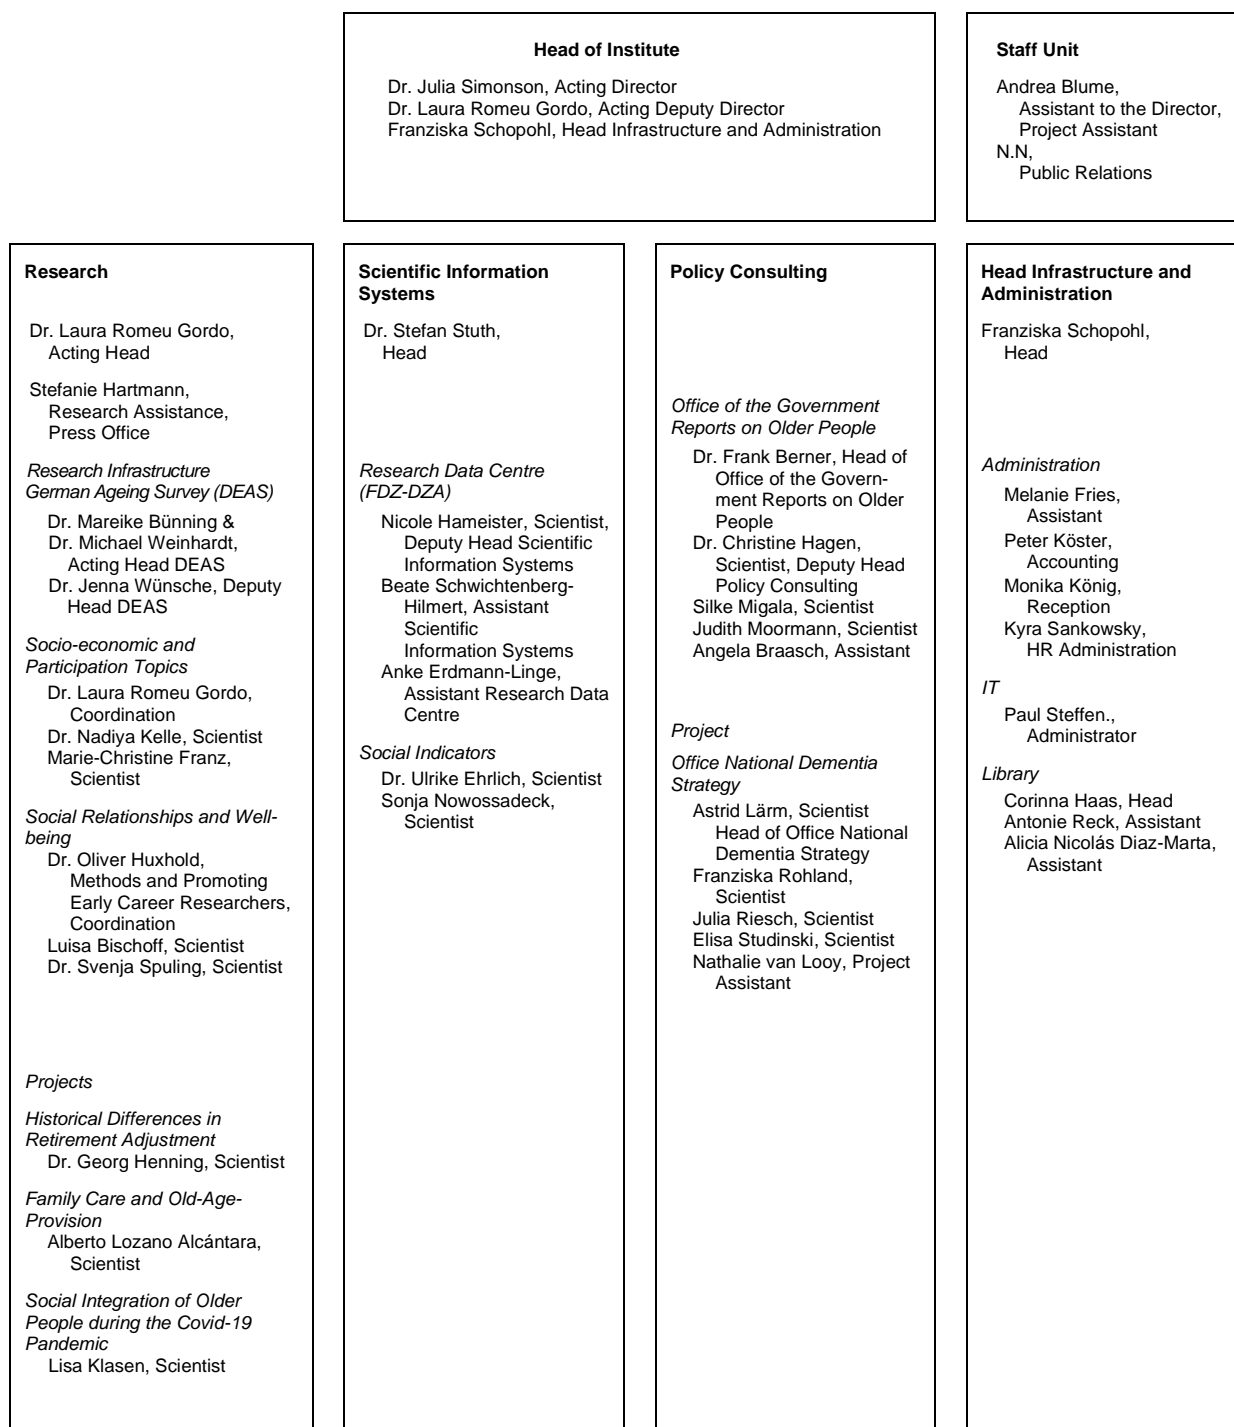 Head of Institute
Dr. Julia Simonson, Acting Director
Dr. Laura Romeu Gordo, Acting Deputy Director
Franziska Schopohl, Head Infrastructure and Administration
Staff Unit
Andrea Blume,
Assistant to the Director,
Project Assistant
N.N,
Public Relations
Research
Dr. Laura Romeu Gordo,
Acting Head
Stefanie Hartmann,
Research Assistance,
Press Office
Research Infrastructure
German Ageing Survey (DEAS)
Dr. Mareike Bünning &
Dr. Michael Weinhardt,
Acting Head DEAS
Dr. Jenna Wünsche, Deputy
Head DEAS
Socio-economic and
Participation Topics
Dr. Laura Romeu Gordo,
Coordination
Dr. Nadiya Kelle, Scientist
Marie-Christine Franz,
Scientist
Social Relationships and Well-
being
Dr. Oliver Huxhold,
Methods and Promoting
Early Career Researchers,
Coordination
Luisa Bischoff, Scientist
Dr. Svenja Spuling, Scientist
Projects
Historical Differences in
Retirement Adjustment
Dr. Georg Henning, Scientist
Family Care and Old-Age-
Provision
Alberto Lozano Alcántara,
Scientist
Social Integration of Older
People during the Covid-19
Pandemic
Lisa Klasen, Scientist
Scientific Information
Systems
Dr. Stefan Stuth,
Head
Research Data Centre
(FDZ-DZA)
Nicole Hameister, Scientist,
Deputy Head Scientific
Information Systems
Beate Schwichtenberg-
Hilmert, Assistant
Scientific
Information Systems
Anke Erdmann-Linge,
Assistant Research Data
Centre
Social Indicators
Dr. Ulrike Ehrlich, Scientist
Sonja Nowossadeck,
Scientist
Policy Consulting
Office of the Government
Reports on Older People
Dr. Frank Berner, Head of
Office of the Govern-
ment Reports on Older
People
Dr. Christine Hagen,
Scientist, Deputy Head
Policy Consulting
Silke Migala, Scientist
Judith Moormann, Scientist
Angela Braasch, Assistant
Project
Office National Dementia
Strategy
Astrid Lärm, Scientist
Head of Office National
Dementia Strategy
Franziska Rohland,
Scientist
Julia Riesch, Scientist
Elisa Studinski, Scientist
Nathalie van Looy, Project
Assistant
Head Infrastructure and
Administration
Franziska Schopohl,
Head
Administration
Melanie Fries,
Assistant
Peter Köster,
Accounting
Monika König,
Reception
Kyra Sankowsky,
HR Administration
IT
Paul Steffen.,
Administrator
Library
Corinna Haas, Head
Antonie Reck, Assistant
Alicia Nicolás Diaz-Marta,
Assistant